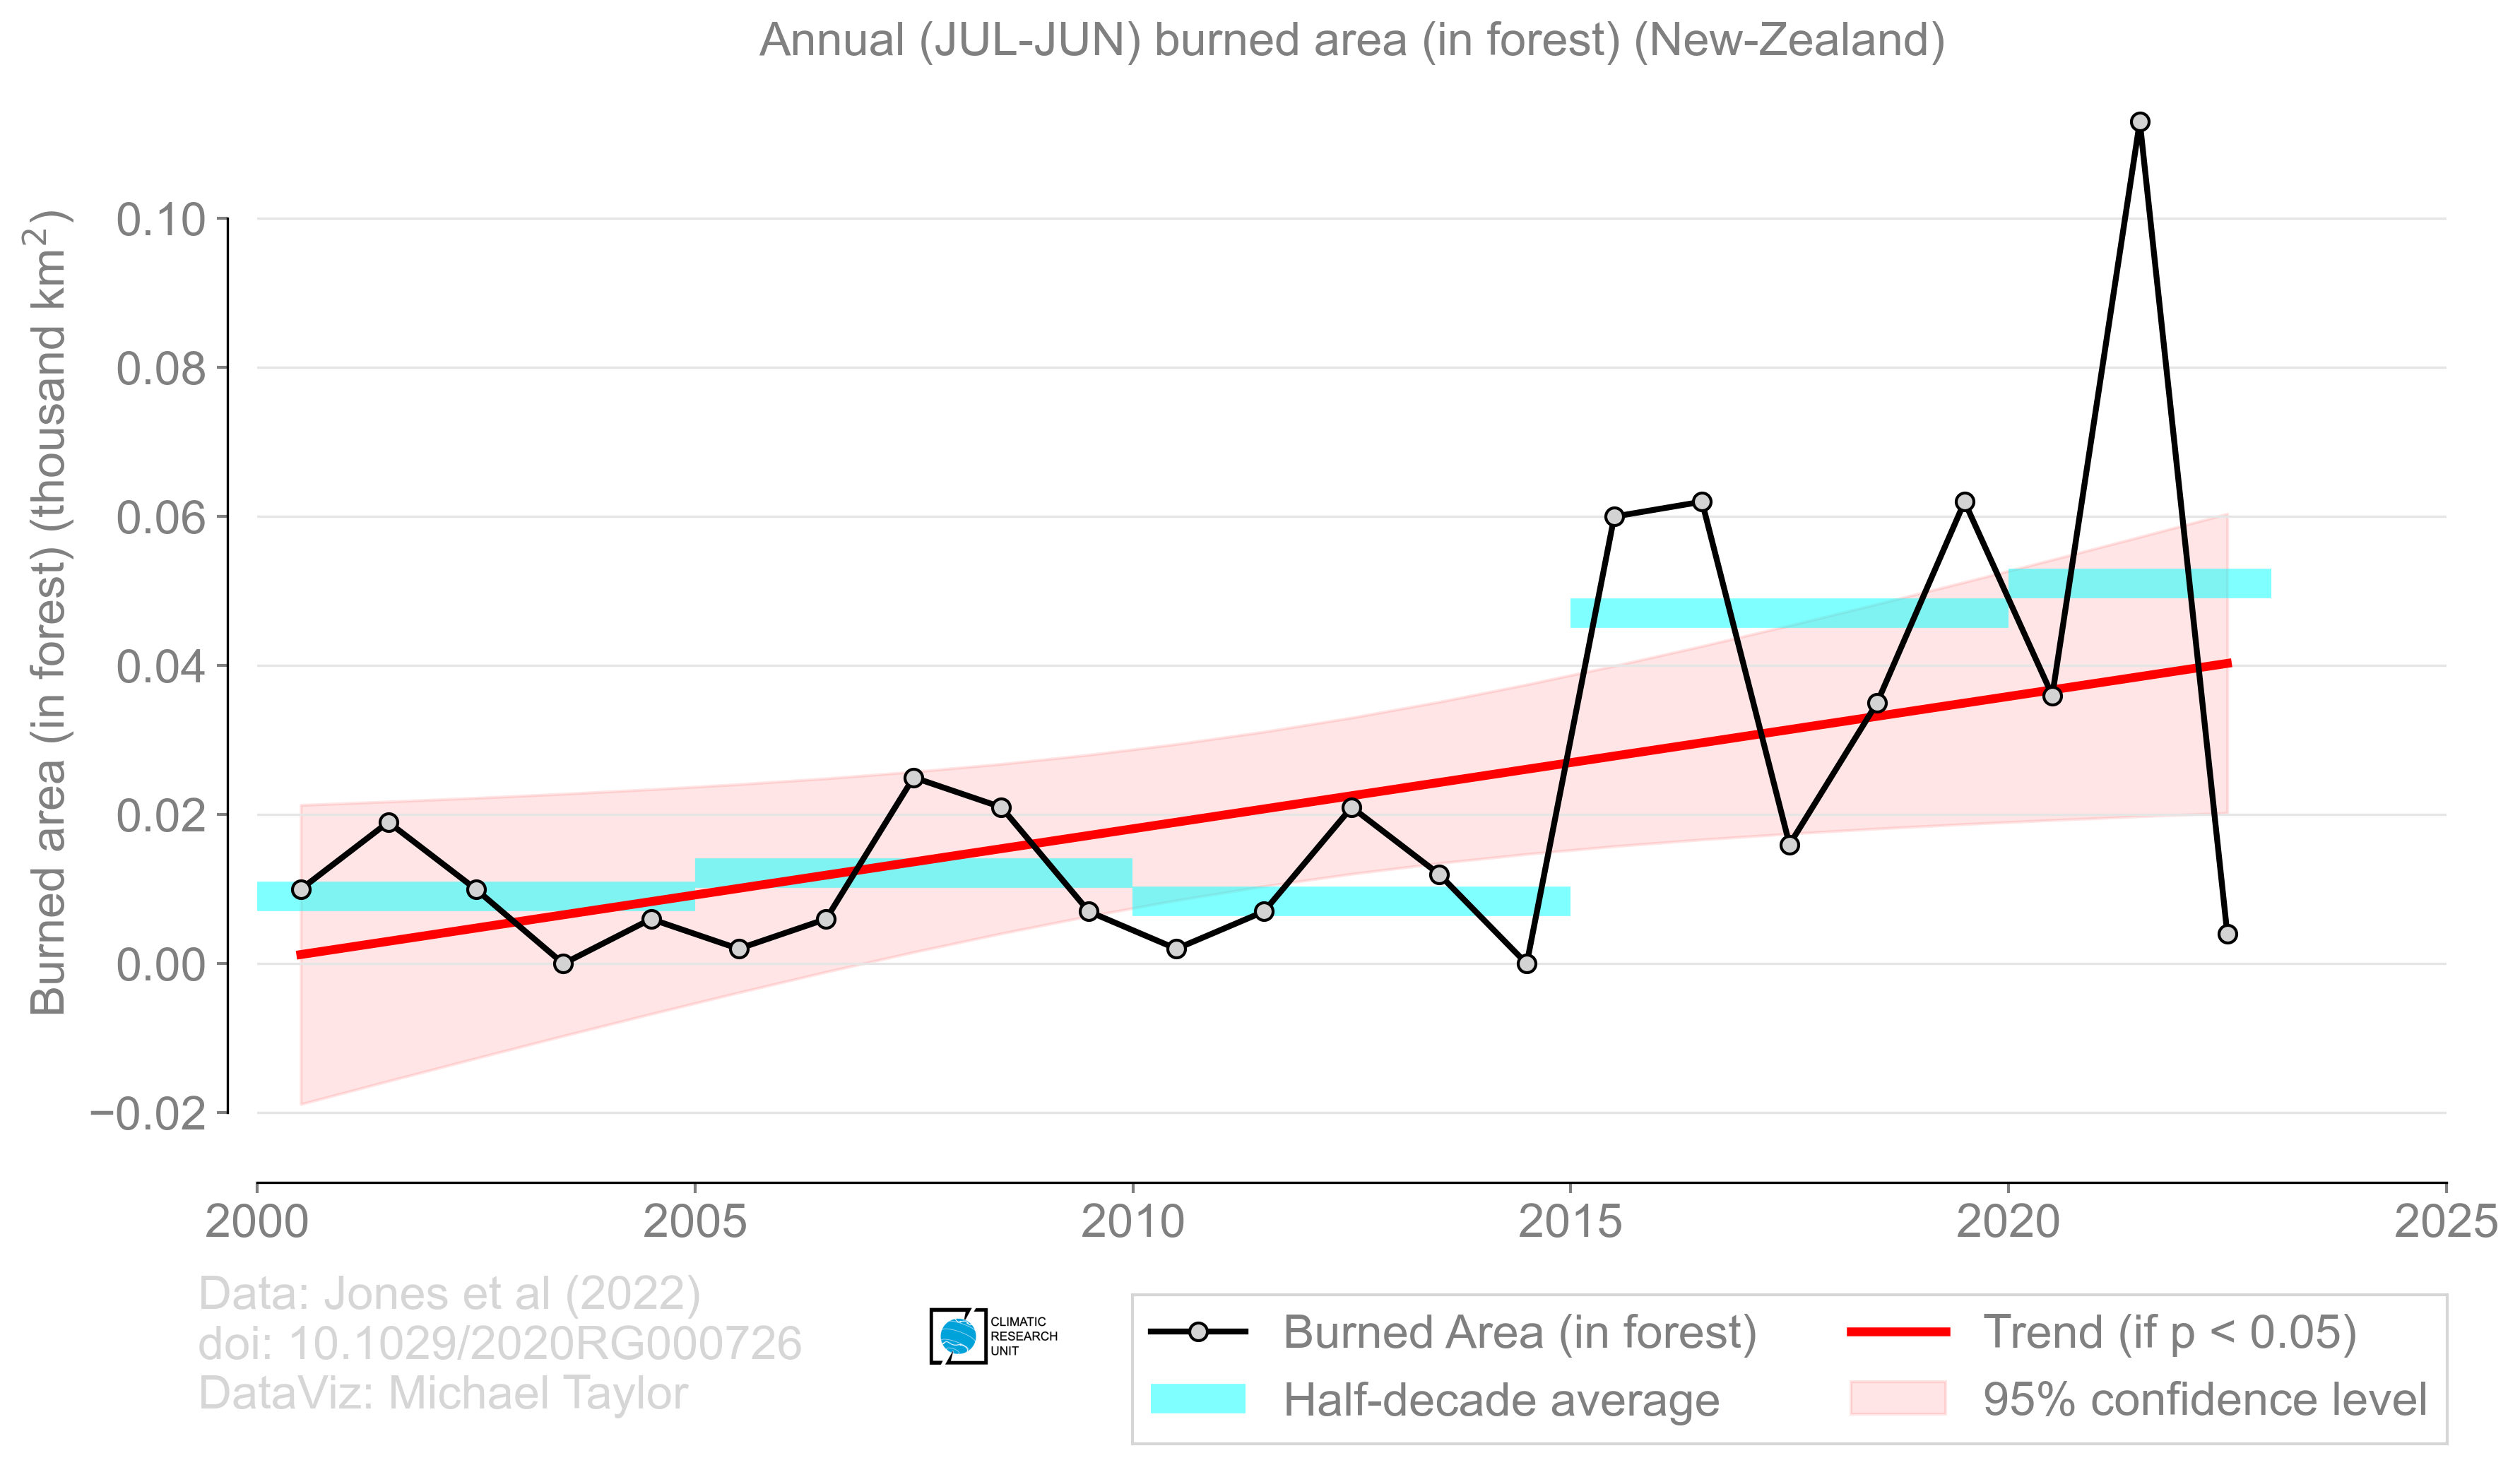 Annual (JUL-JUN) burned area (in forest) (New-Zealand)
Burned area (in forest) (thousand km²)
0.10
0.08
0.06
0.04
0.02
0.00
−0.02
2000 2005 2010 2015 2020 2025
Data: Jones et al (2022)
doi: 10.1029/2020RG000726
DataViz: Michael Taylor
CLIMATIC
RESEARCH
UNIT
Burned Area (in forest)
Half-decade average
Trend (if p < 0.05)
95% confidence level